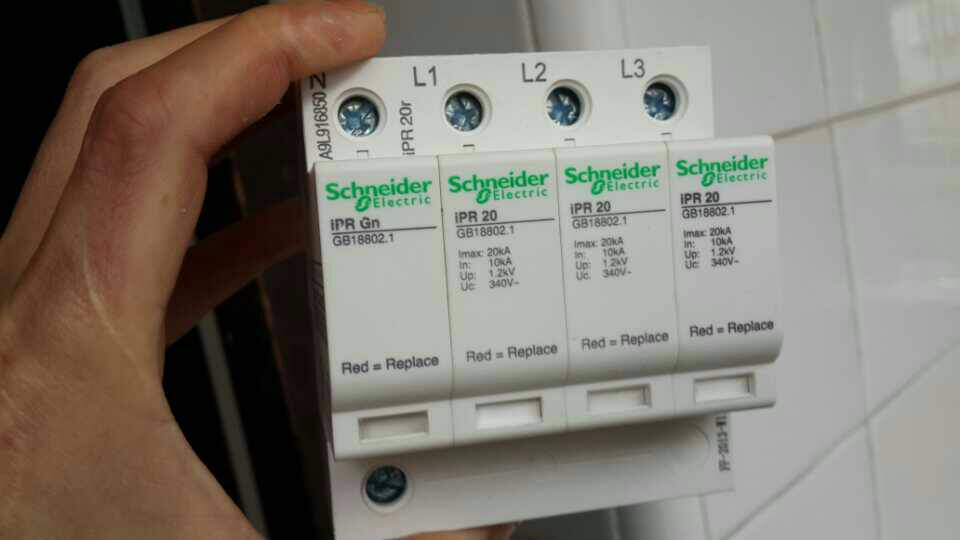 N
L1
L2
L3
A9L916850
iPR 20r
Schneider
Electric
iPR Gn
GB18802.1
Red = Replace
Schneider
Electric
iPR 20
GB18802.1
Imax: 20kA
In: 10kA
Up: 1.2kV
Uc: 340V~
Red = Replace
Schneider
Electric
iPR 20
GB18802.1
Imax: 20kA
In: 10kA
Up: 1.2kV
Uc: 340V~
Red = Replace
Schneider
Electric
iPR 20
GB18802.1
Imax: 20kA
In: 10kA
Up: 1.2kV
Uc: 340V~
Red = Replace